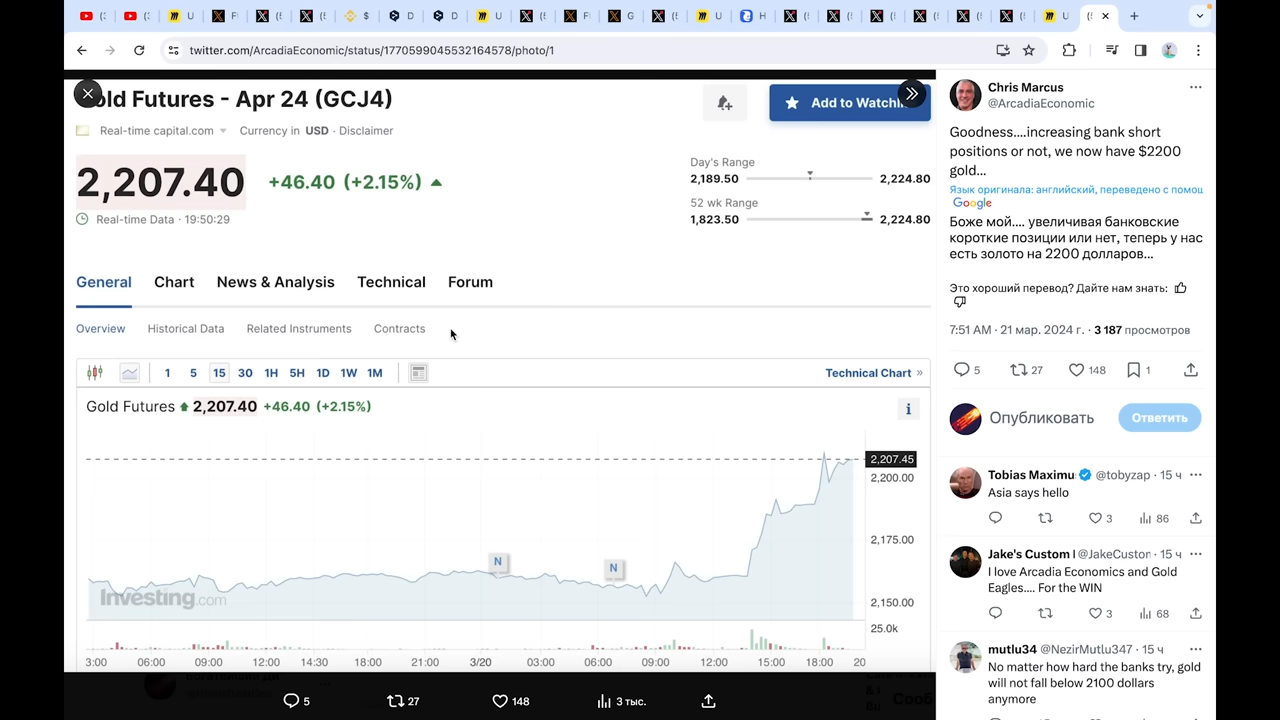 twitter.com/ArcadiaEconomic/status/1770599045532164578/photo/1
old Futures - Apr 24 (GCJ4)
Add to Watchli
Real-time capital.com
Currency in USD · Disclaimer
2,207.40
+46.40 (+2.15%)
Real-time Data · 19:50:29
Day's Range
2,189.50
2,224.80
52 wk Range
1,823.50
2,224.80
General
Chart
News & Analysis
Technical
Forum
Overview
Historical Data
Related Instruments
Contracts
1
5
15
30
1H
5H
1D
1W
1M
Technical Chart »
Gold Futures 2,207.40 +46.40 (+2.15%)
2,207.45
2,200.00
2,175.00
2,150.00
25.0k
N
N
Investing.com
3:00
06:00
09:00
12:00
14:30
18:00
21:00
3/20
03:00
06:00
09:00
12:00
15:00
18:00
20
5
27
148
3 тыс.
Chris Marcus
@ArcadiaEconomic
Goodness....increasing bank short
positions or not, we now have $2200
gold...
Язык оригинала: английский, переведено с помощ
Google
Боже мой.... увеличивая банковские
короткие позиции или нет, теперь у нас
есть золото на 2200 долларов...
Это хороший перевод? Дайте нам знать:
7:51 AM · 21 мар. 2024 г. · 3 187 просмотров
5
27
148
1
Опубликовать
Ответить
Tobias Maximu
@tobyzap · 15 ч
Asia says hello
3
86
Jake's Custom
@JakeCustor · 15 ч
I love Arcadia Economics and Gold
Eagles.... For the WIN
3
68
mutlu34 @NezirMutlu347 · 15 ч
No matter how hard the banks try, gold
will not fall below 2100 dollars
anymore